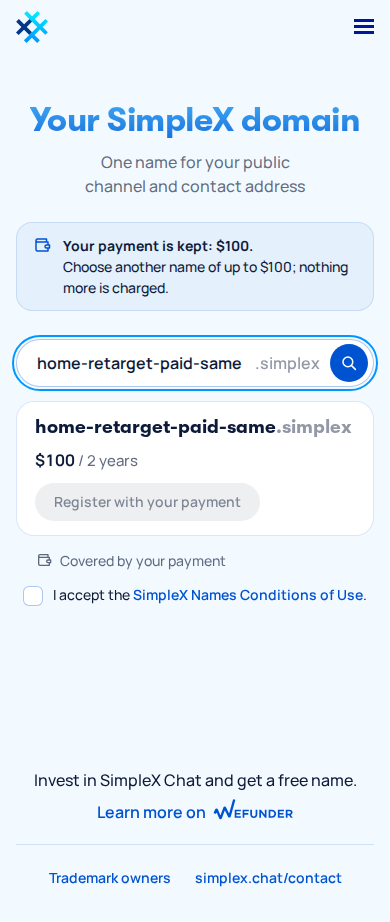 Your SimpleX domain
One name for your public
channel and contact address
Your payment is kept: $100.
Choose another name of up to $100; nothing
more is charged.
home-retarget-paid-same .simplex
home-retarget-paid-same.simplex
$100 / 2 years
Register with your payment
Covered by your payment
I accept the SimpleX Names Conditions of Use.
Invest in SimpleX Chat and get a free name.
Learn more on WEFUNDER
Trademark owners simplex.chat/contact